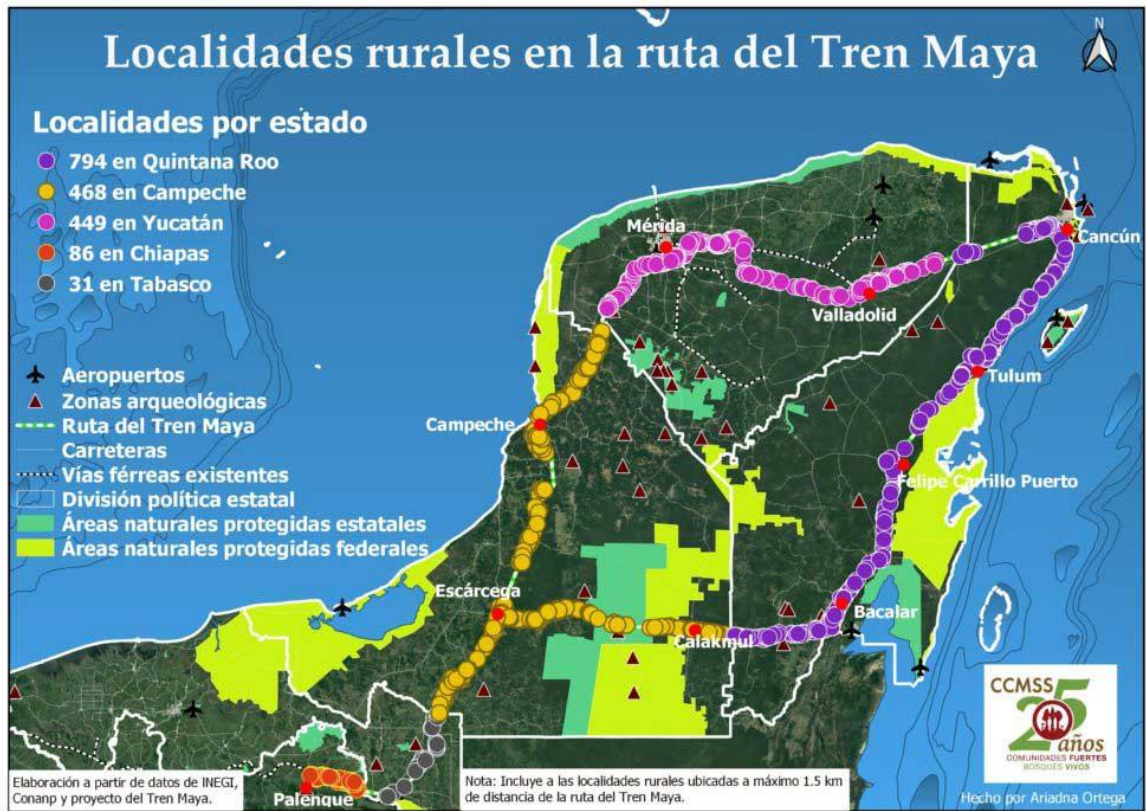 Localidades rurales en la ruta del Tren Maya
N
Localidades por estado
794 en Quintana Roo
468 en Campeche
449 en Yucatán
86 en Chiapas
31 en Tabasco
Aeropuertos
Zonas arqueológicas
Ruta del Tren Maya
Carreteras
Vías férreas existentes
División política estatal
Áreas naturales protegidas estatales
Áreas naturales protegidas federales
Mérida
Cancún
Valladolid
Tulum
Campeche
Felipe Carrillo Puerto
Escárcega
Bacalar
Calakmul
Palenque
CCMSS
25
años
COMUNIDADES FUERTES
BOSQUES VIVOS
Elaboración a partir de datos de INEGI,
Conanp y proyecto del Tren Maya.
Nota: Incluye a las localidades rurales ubicadas a máximo 1.5 km
de distancia de la ruta del Tren Maya.
Hecho por Ariadna Ortega